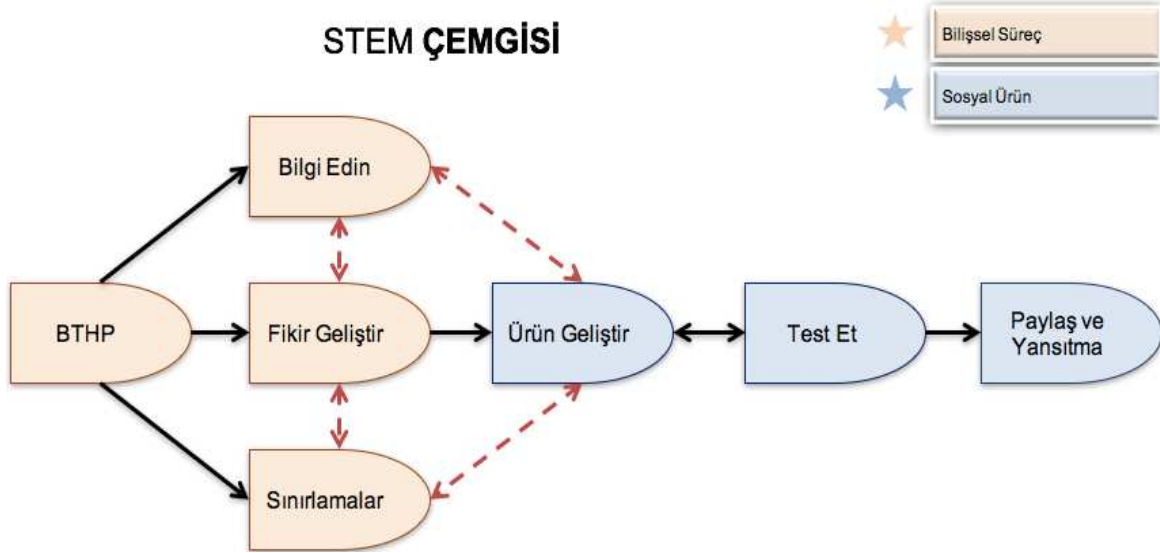 STEM ÇEMGİSİ
Bilişsel Süreç
Sosyal Ürün
Bilgi Edin
BTHP
Fikir Geliştir
Ürün Geliştir
Test Et
Paylaş ve
Yansıtma
Sınırlamalar